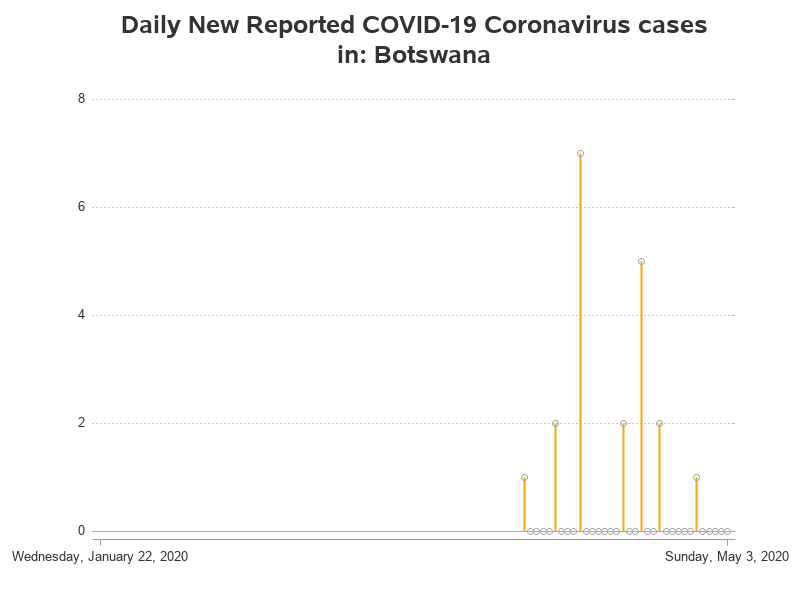 Daily New Reported COVID-19 Coronavirus cases
in: Botswana
8
6
4
2
0
Wednesday, January 22, 2020 Sunday, May 3, 2020